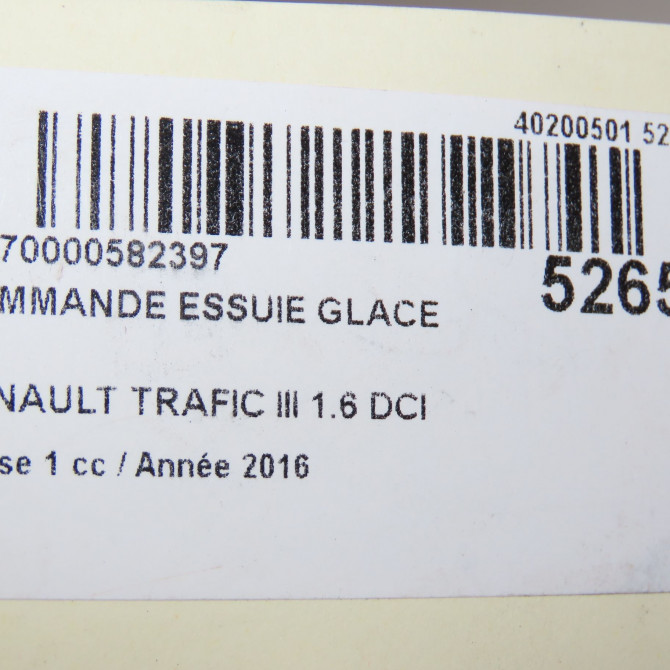 40200501 52
70000582397
5265
MMANDE ESSUIE GLACE
NAULT TRAFIC III 1.6 DCI
se 1 cc / Année 2016